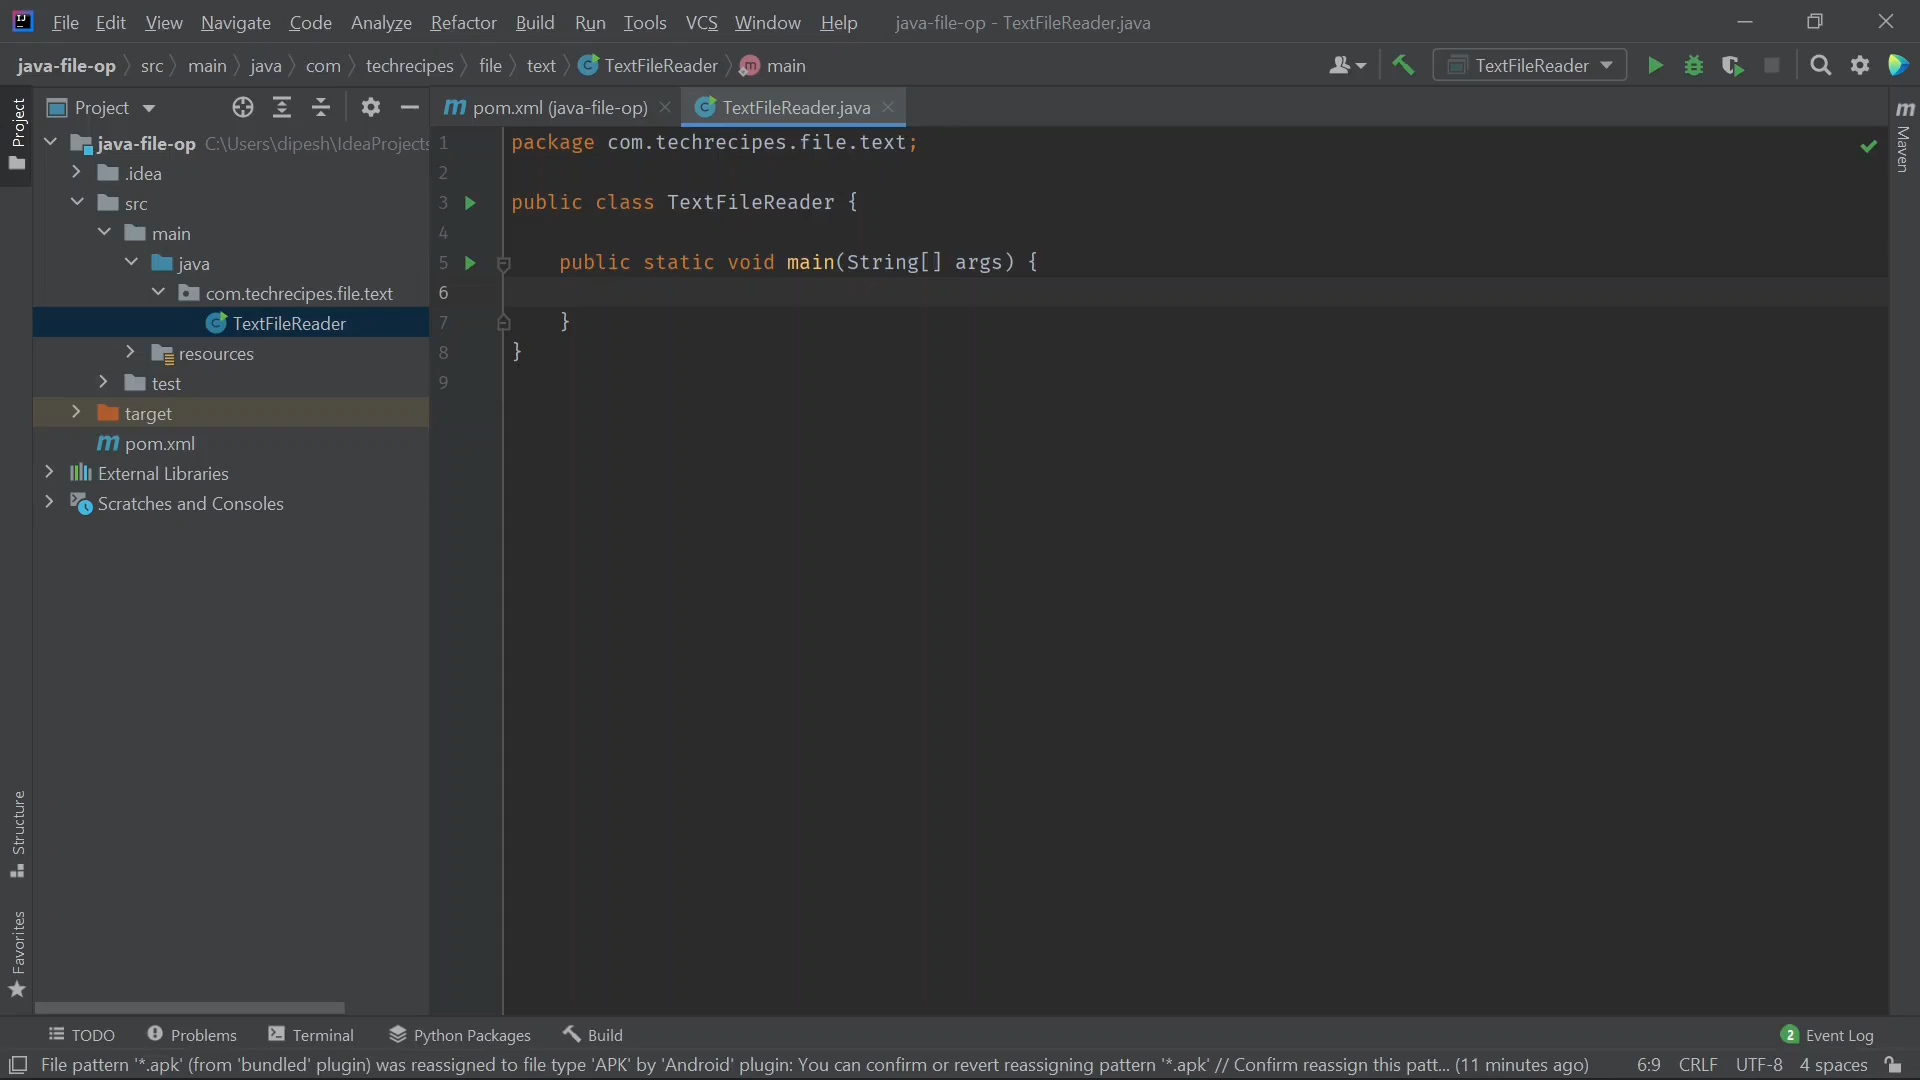 File Edit View Navigate Code Analyze Refactor Build Run Tools VCS Window Help java-file-op - TextFileReader.java
java-file-op src main java com techrecipes file text TextFileReader main TextFileReader
Project
pom.xml (java-file-op) TextFileReader.java
Project
Maven
java-file-op C:\Users\dipesh\IdeaProjects
.idea
src
main
java
com.techrecipes.file.text
TextFileReader
resources
test
target
pom.xml
External Libraries
Scratches and Consoles
1 package com.techrecipes.file.text;
2
3 public class TextFileReader {
4
5 public static void main(String[] args) {
6
7 }
8 }
9
Structure
Favorites
TODO Problems Terminal Python Packages Build 2 Event Log
File pattern '*.apk' (from 'bundled' plugin) was reassigned to file type 'APK' by 'Android' plugin: You can confirm or revert reassigning pattern '*.apk' // Confirm reassign this patt... (11 minutes ago) 6:9 CRLF UTF-8 4 spaces